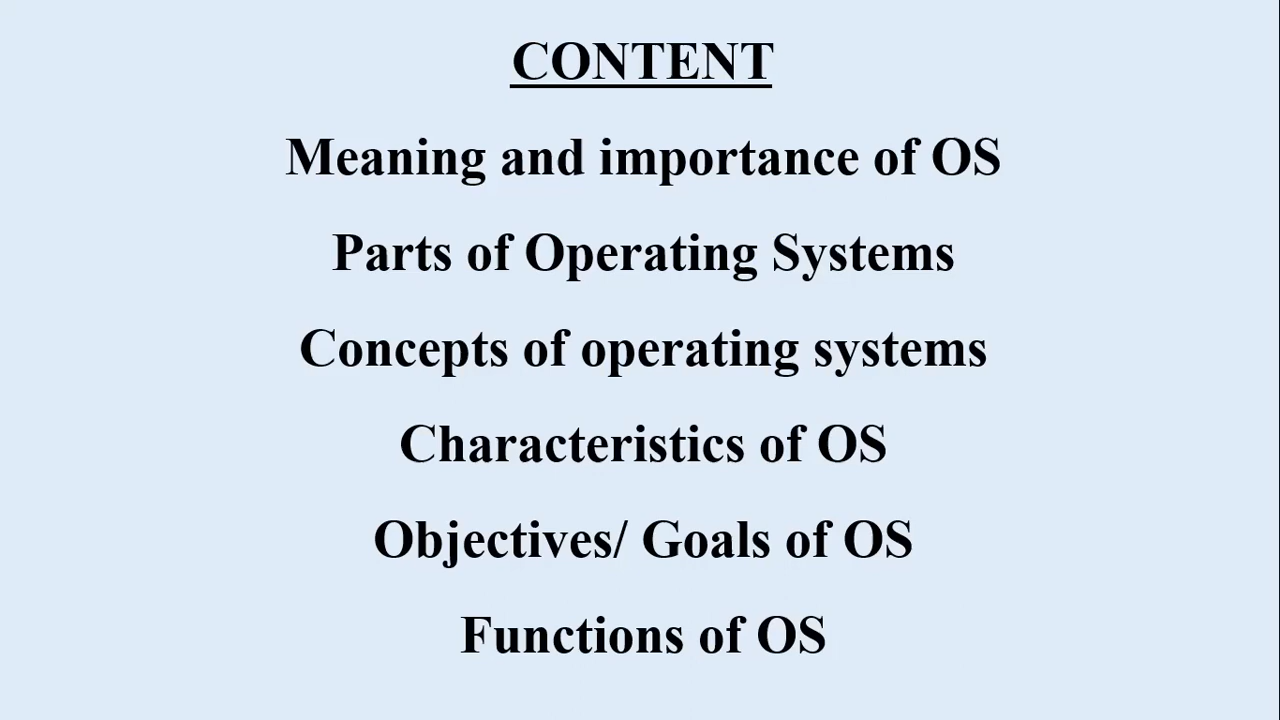 CONTENT
Meaning and importance of OS
Parts of Operating Systems
Concepts of operating systems
Characteristics of OS
Objectives/ Goals of OS
Functions of OS